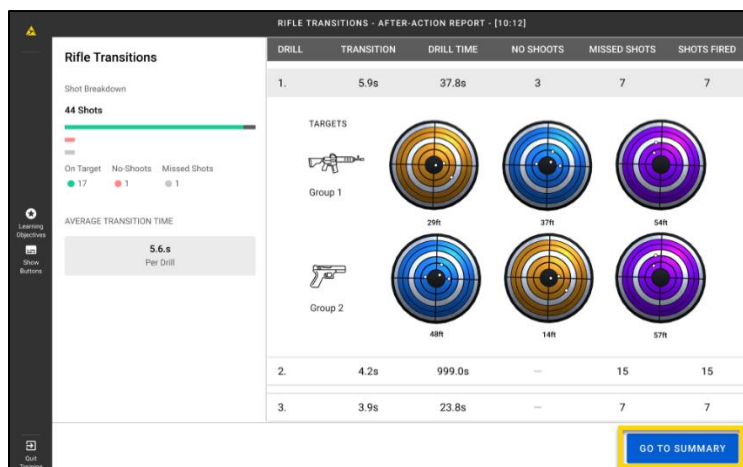 RIFLE TRANSITIONS - AFTER-ACTION REPORT - [10:12]
Rifle Transitions
Shot Breakdown
44 Shots
On Target No-Shoots Missed Shots
17 1 1
AVERAGE TRANSITION TIME
5.6.s
Per Drill
Learning
Objectives
Show
Buttons
Quit
Training
DRILL TRANSITION DRILL TIME NO SHOOTS MISSED SHOTS SHOTS FIRED
1. 5.9s 37.8s 3 7 7
TARGETS
Group 1
29ft 37ft 54ft
Group 2
48ft 14ft 57ft
2. 4.2s 999.0s — 15 15
3. 3.9s 23.8s — 7 7
GO TO SUMMARY